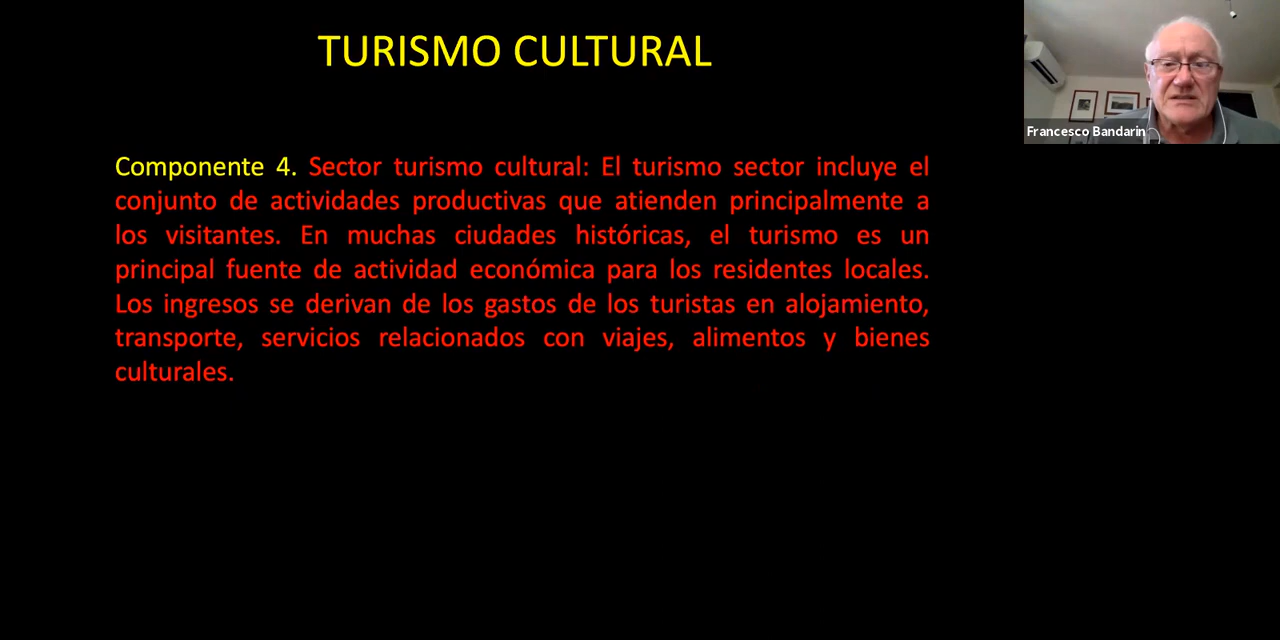 TURISMO CULTURAL
Francesco Bandarin
Componente 4. Sector turismo cultural: El turismo sector incluye el
conjunto de actividades productivas que atienden principalmente a
los visitantes. En muchas ciudades históricas, el turismo es un
principal fuente de actividad económica para los residentes locales.
Los ingresos se derivan de los gastos de los turistas en alojamiento,
transporte, servicios relacionados con viajes, alimentos y bienes
culturales.